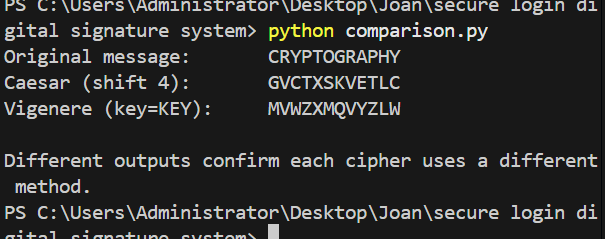 PS C:\Users\Administrator\Desktop\Joan\secure login di
gital signature system> python comparison.py
Original message:       CRYPTOGRAPHY
Caesar (shift 4):       GVCTXSKVETLC
Vigenere (key=KEY):     MVWZXMQVYZLW

Different outputs confirm each cipher uses a different
 method.
PS C:\Users\Administrator\Desktop\Joan\secure login di
gital signature system>